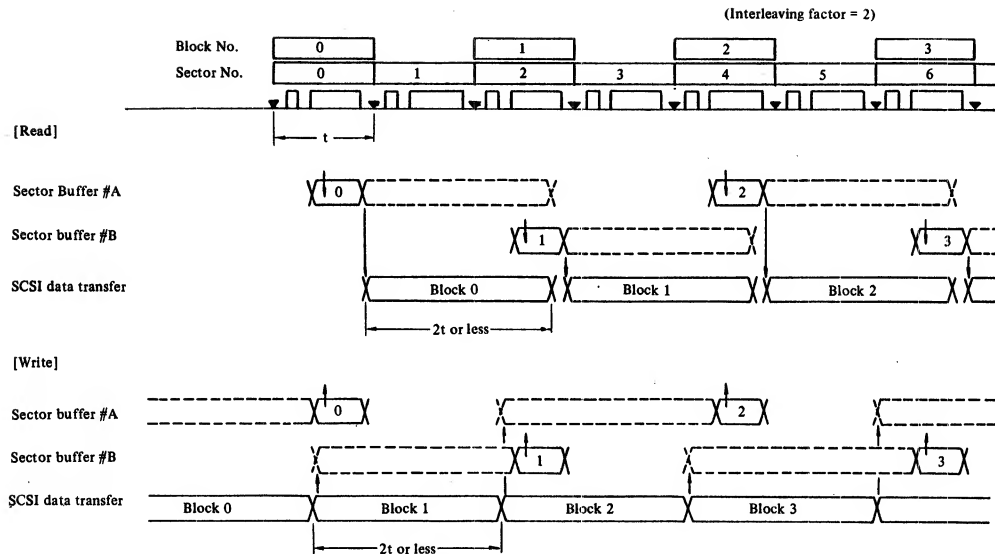 (Interleaving factor = 2)
Block No. 0 1 2 3
Sector No. 0 1 2 3 4 5 6
[Read]
t
Sector Buffer #A 0 2
Sector buffer #B 1 3
SCSI data transfer Block 0 Block 1 Block 2
2t or less
[Write]
Sector buffer #A 0 2
Sector buffer #B 1 3
SCSI data transfer Block 0 Block 1 Block 2 Block 3
2t or less